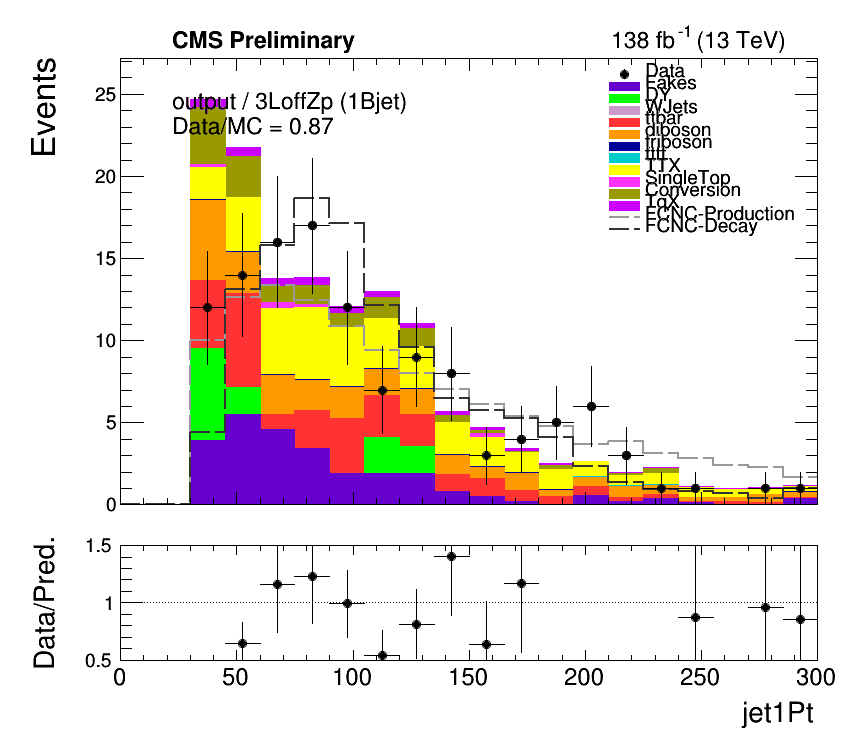 CMS Preliminary
138 fb-1 (13 TeV)
Events
output / 3LoffZp (1Bjet)
Data/MC = 0.87
Data
Fakes
DY
WJets
ttbar
diboson
triboson
tttt
TTX
SingleTop
Conversion
TqX
FCNC-Production
FCNC-Decay
25
20
15
10
5
0
Data/Pred.
1.5
1
0.5
0 50 100 150 200 250 300
jet1Pt